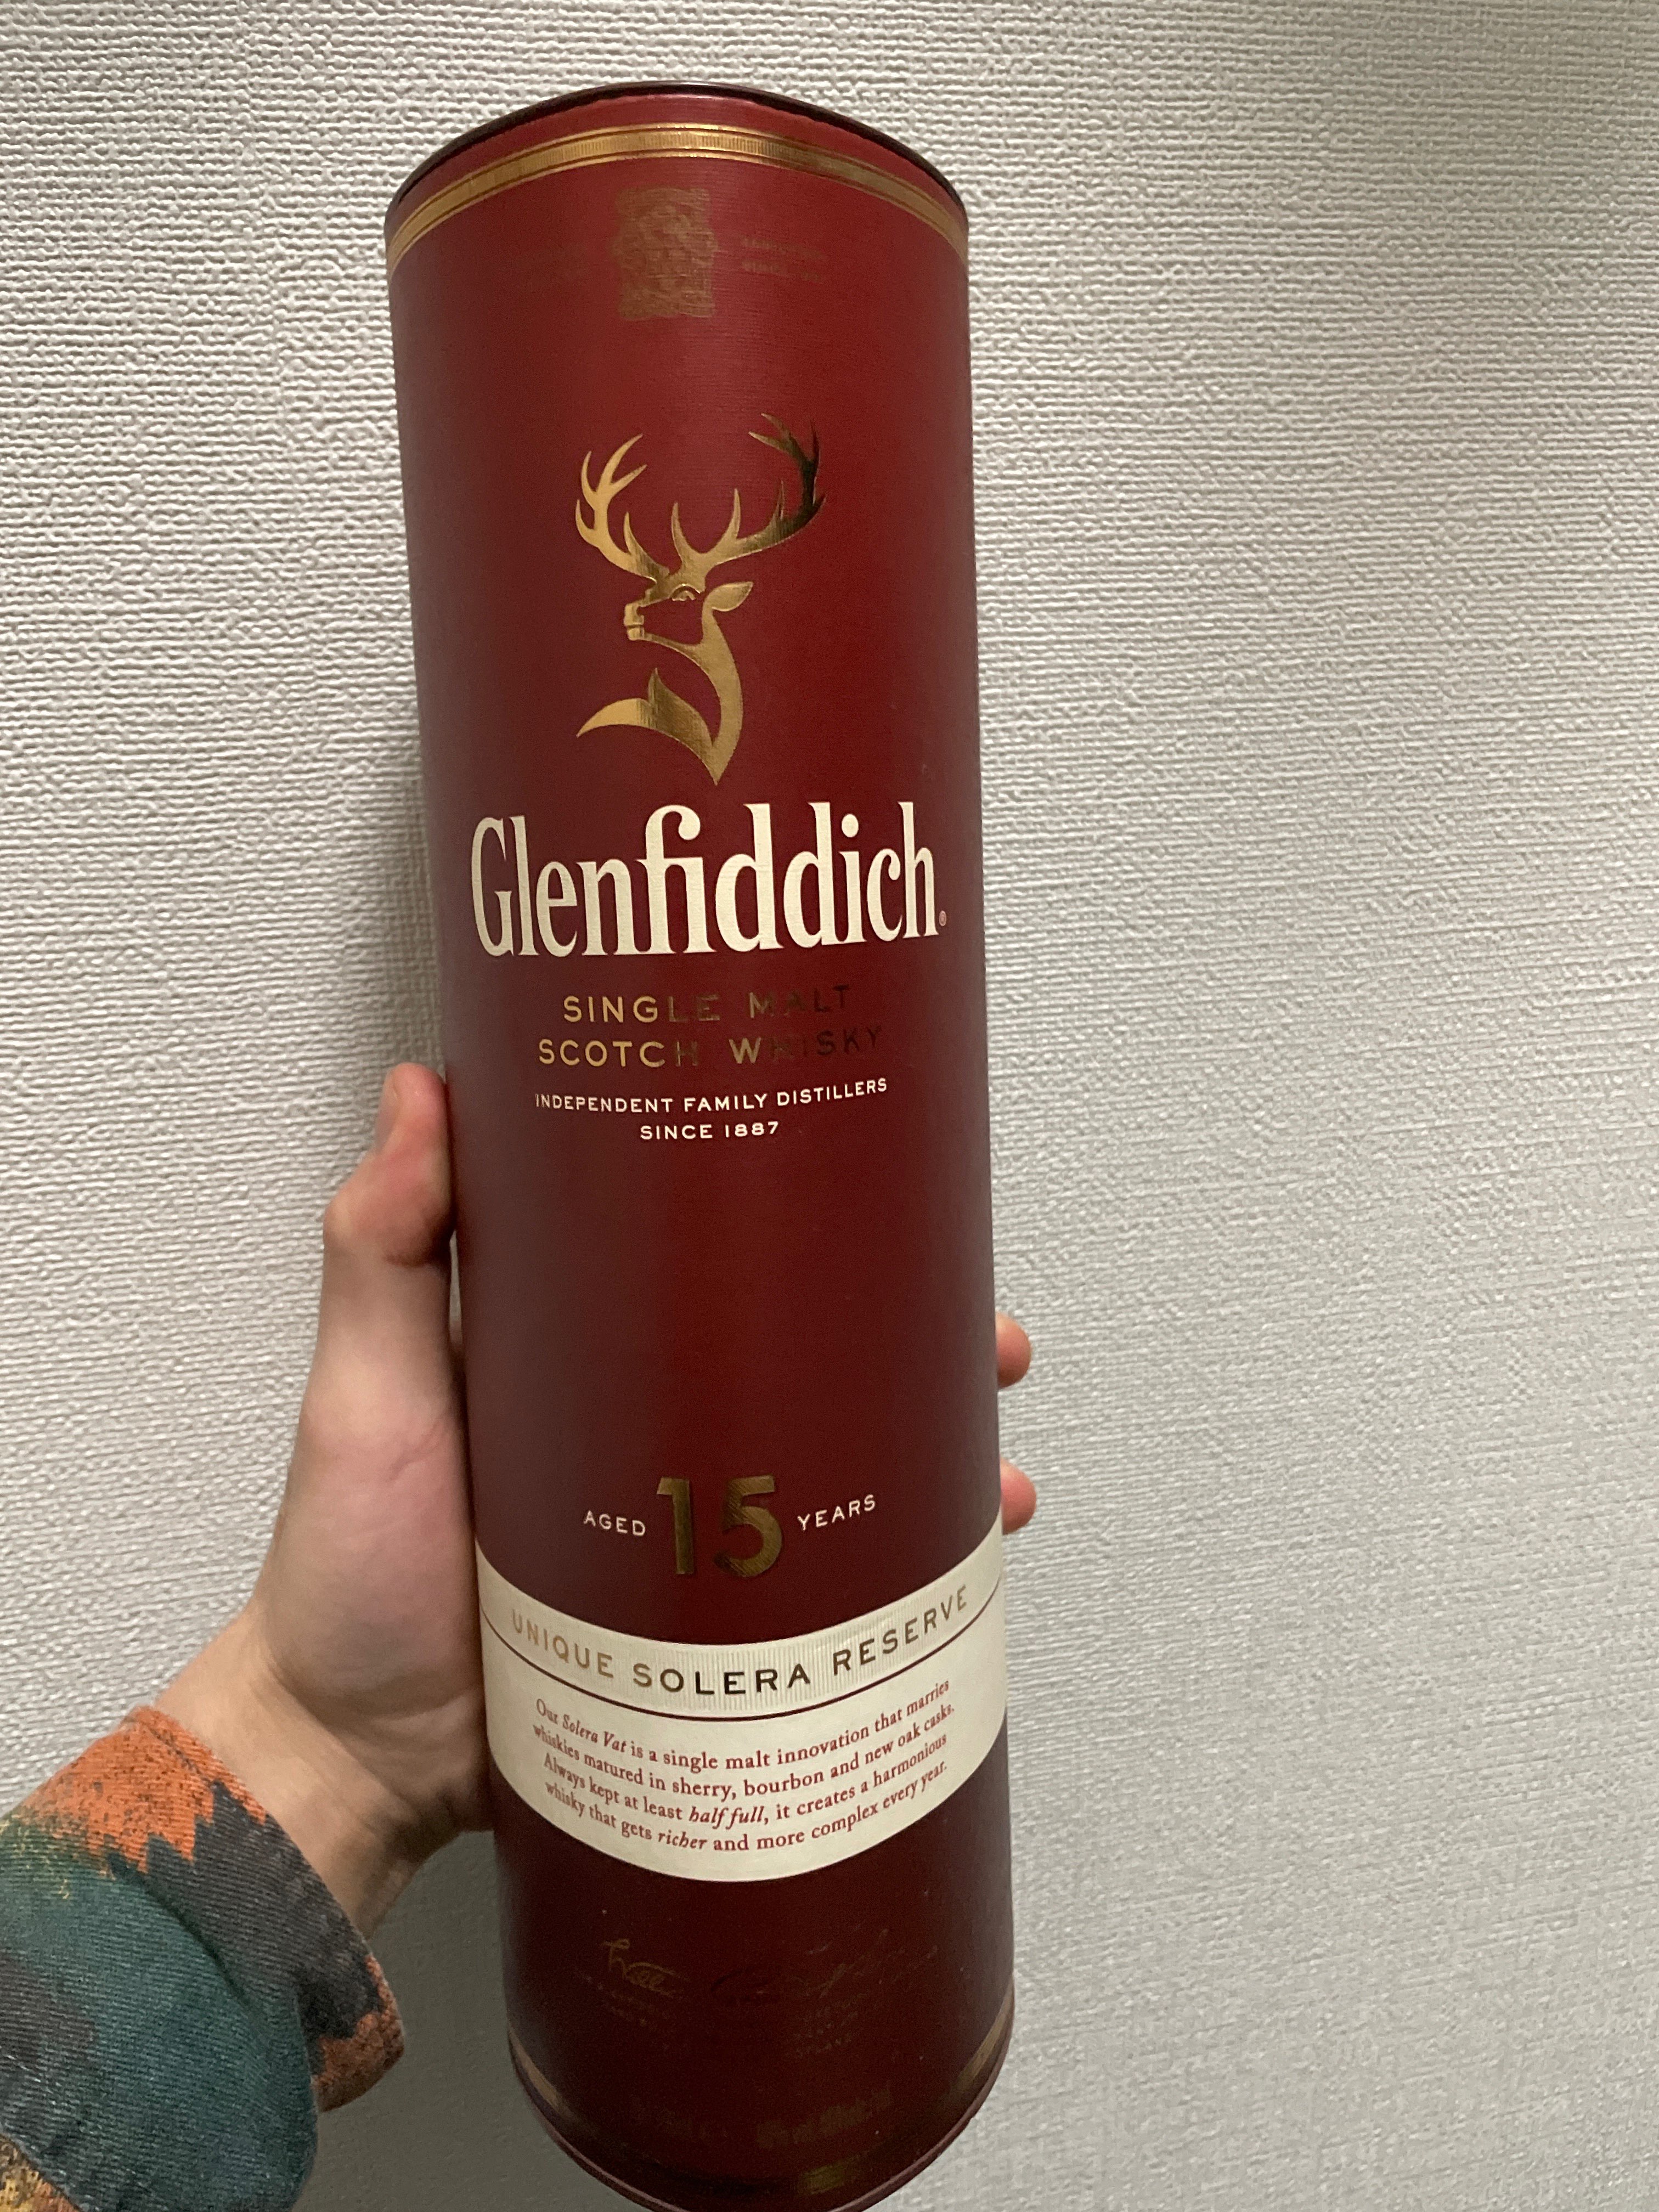 Glenfiddich®
SINGLE MALT
SCOTCH WHISKY
INDEPENDENT FAMILY DISTILLERS
SINCE 1887
AGED 15 YEARS
UNIQUE SOLERA RESERVE
Our Solera Vat is a single malt innovation that marries
whiskies matured in sherry, bourbon and new oak casks.
Always kept at least half full, it creates a harmonious
whisky that gets richer and more complex every year.